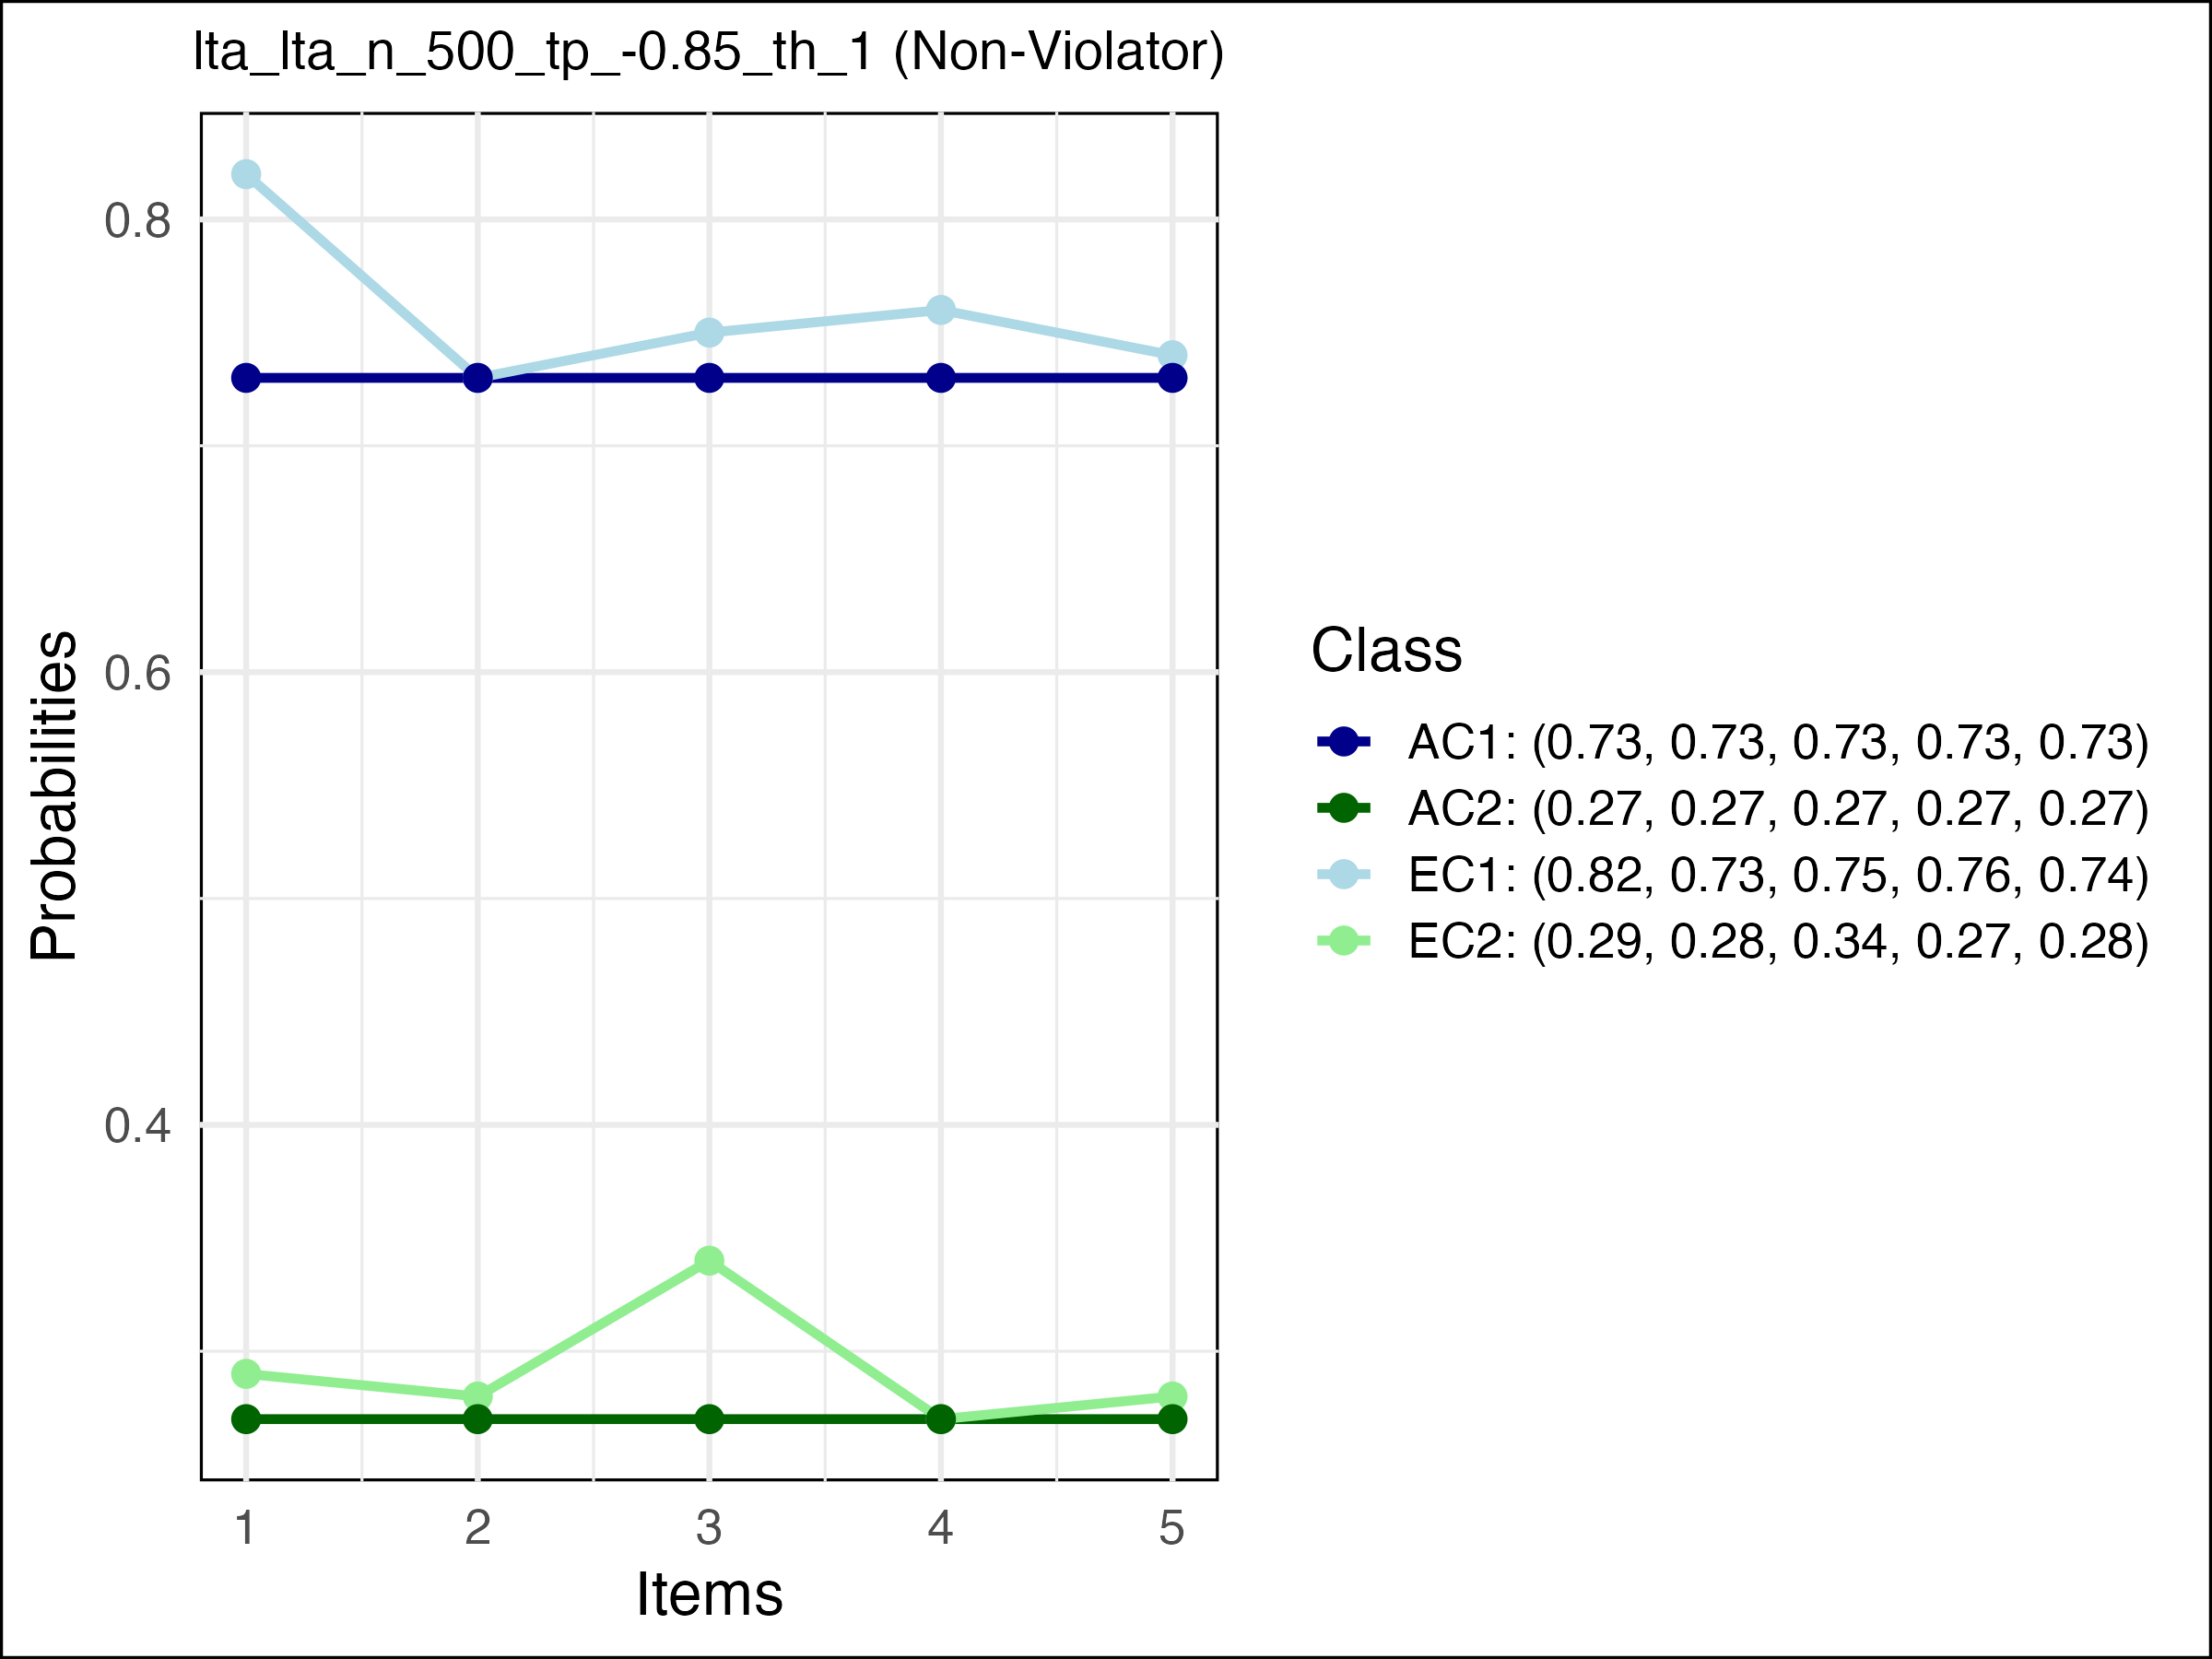 lta_lta_n_500_tp_-0.85_th_1 (Non-Violator)
Probabilities
0.8
0.6
0.4
1 2 3 4 5
Items
Class
AC1: (0.73, 0.73, 0.73, 0.73, 0.73)
AC2: (0.27, 0.27, 0.27, 0.27, 0.27)
EC1: (0.82, 0.73, 0.75, 0.76, 0.74)
EC2: (0.29, 0.28, 0.34, 0.27, 0.28)